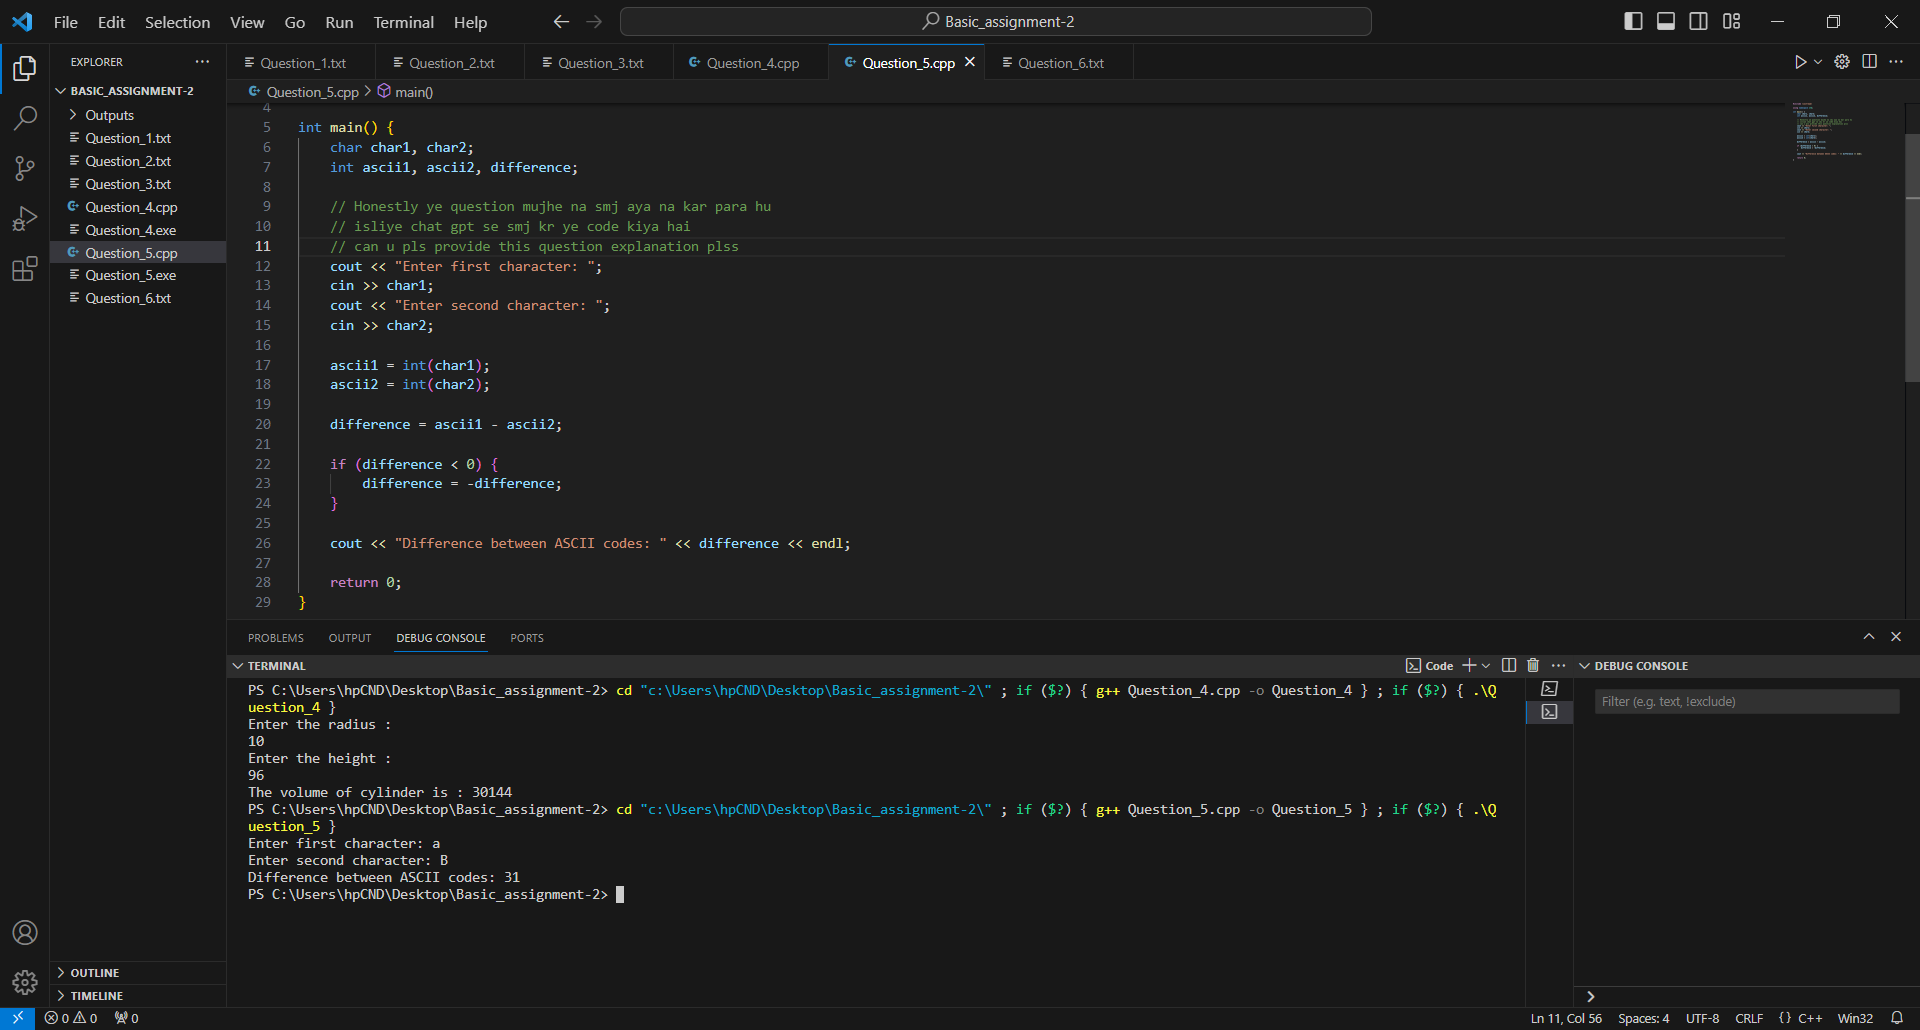 File Edit Selection View Go Run Terminal Help
Basic_assignment-2
EXPLORER
Question_1.txt
Question_2.txt
Question_3.txt
Question_4.cpp
Question_5.cpp
Question_6.txt
BASIC_ASSIGNMENT-2
Outputs
Question_1.txt
Question_2.txt
Question_3.txt
Question_4.cpp
Question_4.exe
Question_5.cpp
Question_5.exe
Question_6.txt
OUTLINE
TIMELINE
Question_5.cpp > main()
4
5 int main() {
6 char char1, char2;
7 int ascii1, ascii2, difference;
8
9 // Honestly ye question mujhe na smj aya na kar para hu
10 // isliye chat gpt se smj kr ye code kiya hai
11 // can u pls provide this question explanation plss
12 cout << "Enter first character: ";
13 cin >> char1;
14 cout << "Enter second character: ";
15 cin >> char2;
16
17 ascii1 = int(char1);
18 ascii2 = int(char2);
19
20 difference = ascii1 - ascii2;
21
22 if (difference < 0) {
23 difference = -difference;
24 }
25
26 cout << "Difference between ASCII codes: " << difference << endl;
27
28 return 0;
29 }
PROBLEMS OUTPUT DEBUG CONSOLE PORTS
TERMINAL
Code
PS C:\Users\hpCND\Desktop\Basic_assignment-2> cd "c:\Users\hpCND\Desktop\Basic_assignment-2\" ; if ($?) { g++ Question_4.cpp -o Question_4 } ; if ($?) { .\Q
uestion_4 }
Enter the radius :
10
Enter the height :
96
The volume of cylinder is : 30144
PS C:\Users\hpCND\Desktop\Basic_assignment-2> cd "c:\Users\hpCND\Desktop\Basic_assignment-2\" ; if ($?) { g++ Question_5.cpp -o Question_5 } ; if ($?) { .\Q
uestion_5 }
Enter first character: a
Enter second character: B
Difference between ASCII codes: 31
PS C:\Users\hpCND\Desktop\Basic_assignment-2>
DEBUG CONSOLE
Filter (e.g. text, !exclude)
0 0 0
Ln 11, Col 56 Spaces: 4 UTF-8 CRLF {} C++ Win32